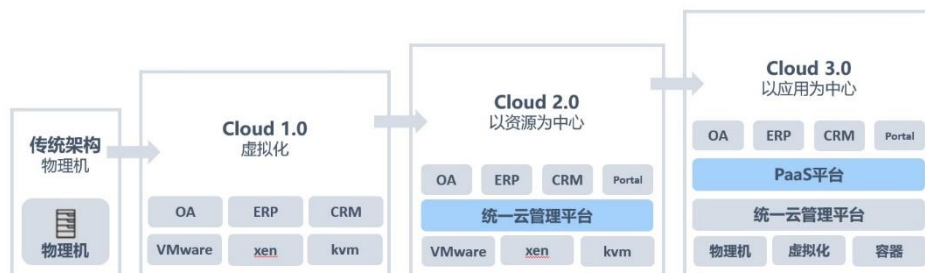 传统架构
物理机
物理机
Cloud 1.0
虚拟化
OA ERP CRM
VMware xen kvm
Cloud 2.0
以资源为中心
OA ERP CRM Portal
统一云管理平台
VMware xen kvm
Cloud 3.0
以应用为中心
OA ERP CRM Portal
PaaS平台
统一云管理平台
物理机 虚拟化 容器